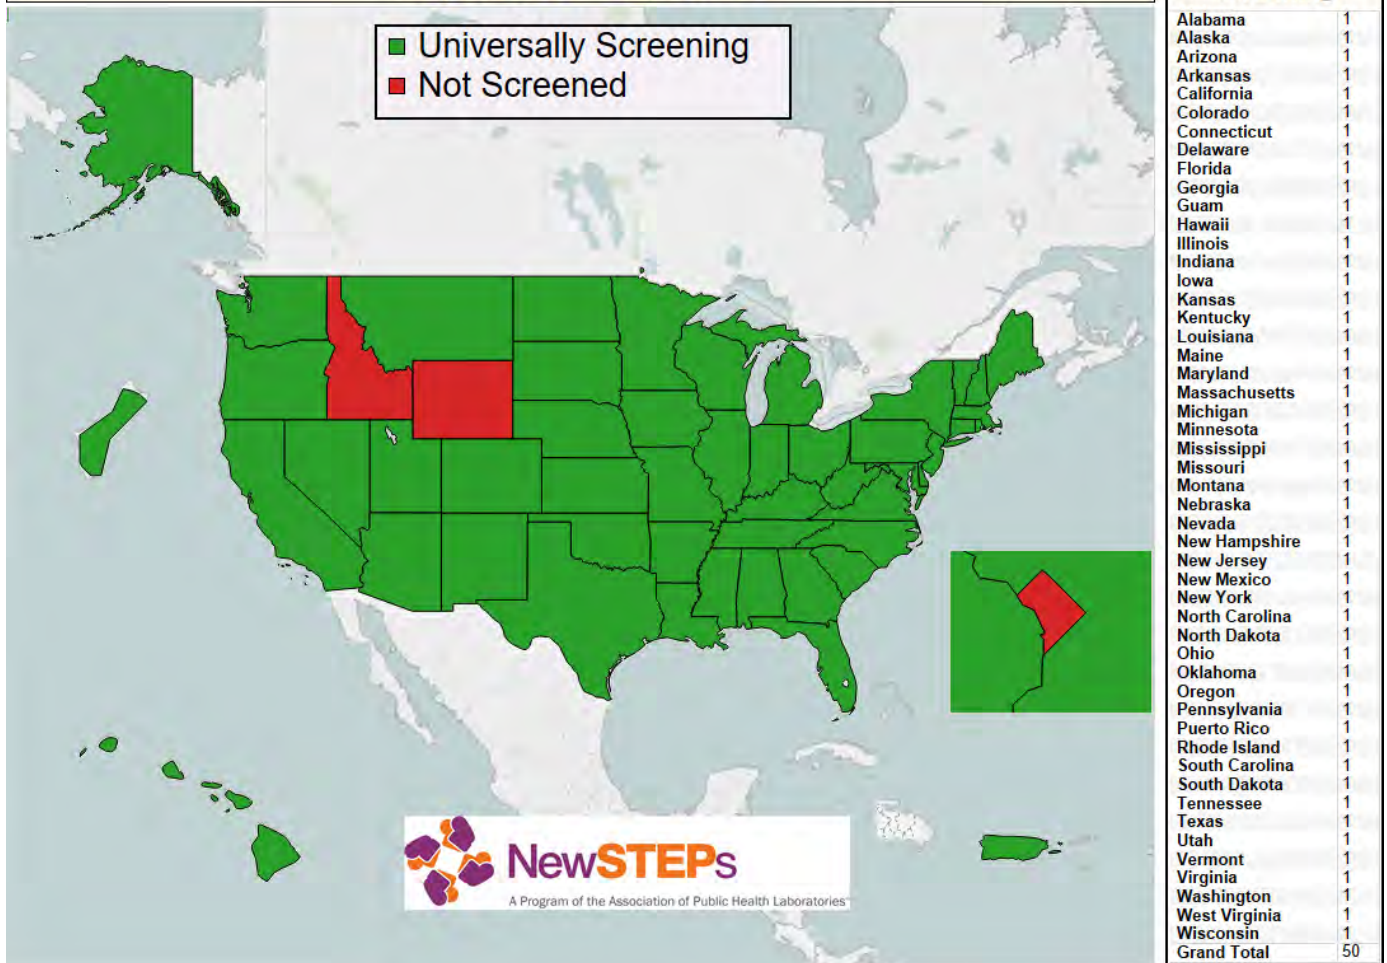 Universally Screening
Not Screened
NewSTEPs
A Program of the Association of Public Health Laboratories
Alabama 1
Alaska 1
Arizona 1
Arkansas 1
California 1
Colorado 1
Connecticut 1
Delaware 1
Florida 1
Georgia 1
Guam 1
Hawaii 1
Illinois 1
Indiana 1
Iowa 1
Kansas 1
Kentucky 1
Louisiana 1
Maine 1
Maryland 1
Massachusetts 1
Michigan 1
Minnesota 1
Mississippi 1
Missouri 1
Montana 1
Nebraska 1
Nevada 1
New Hampshire 1
New Jersey 1
New Mexico 1
New York 1
North Carolina 1
North Dakota 1
Ohio 1
Oklahoma 1
Oregon 1
Pennsylvania 1
Puerto Rico 1
Rhode Island 1
South Carolina 1
South Dakota 1
Tennessee 1
Texas 1
Utah 1
Vermont 1
Virginia 1
Washington 1
West Virginia 1
Wisconsin 1
Grand Total 50